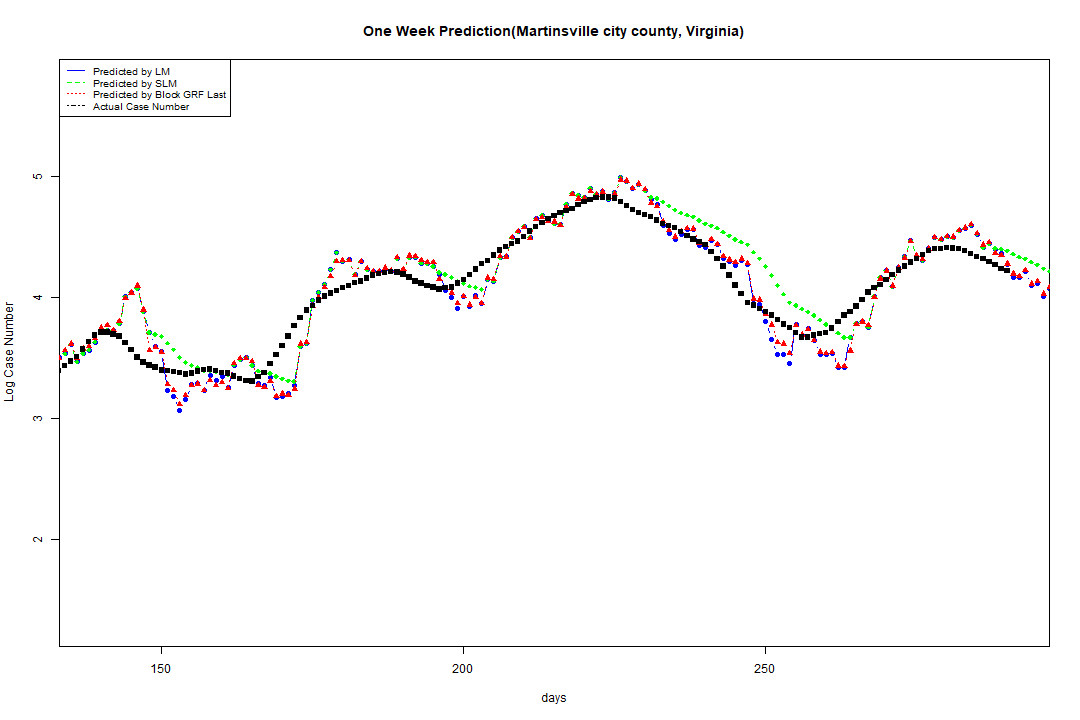 One Week Prediction(Martinsville city county, Virginia)
Predicted by LM
Predicted by SLM
Predicted by Block GRF Last
Actual Case Number
5
4
3
2
Log Case Number
150 200 250
days